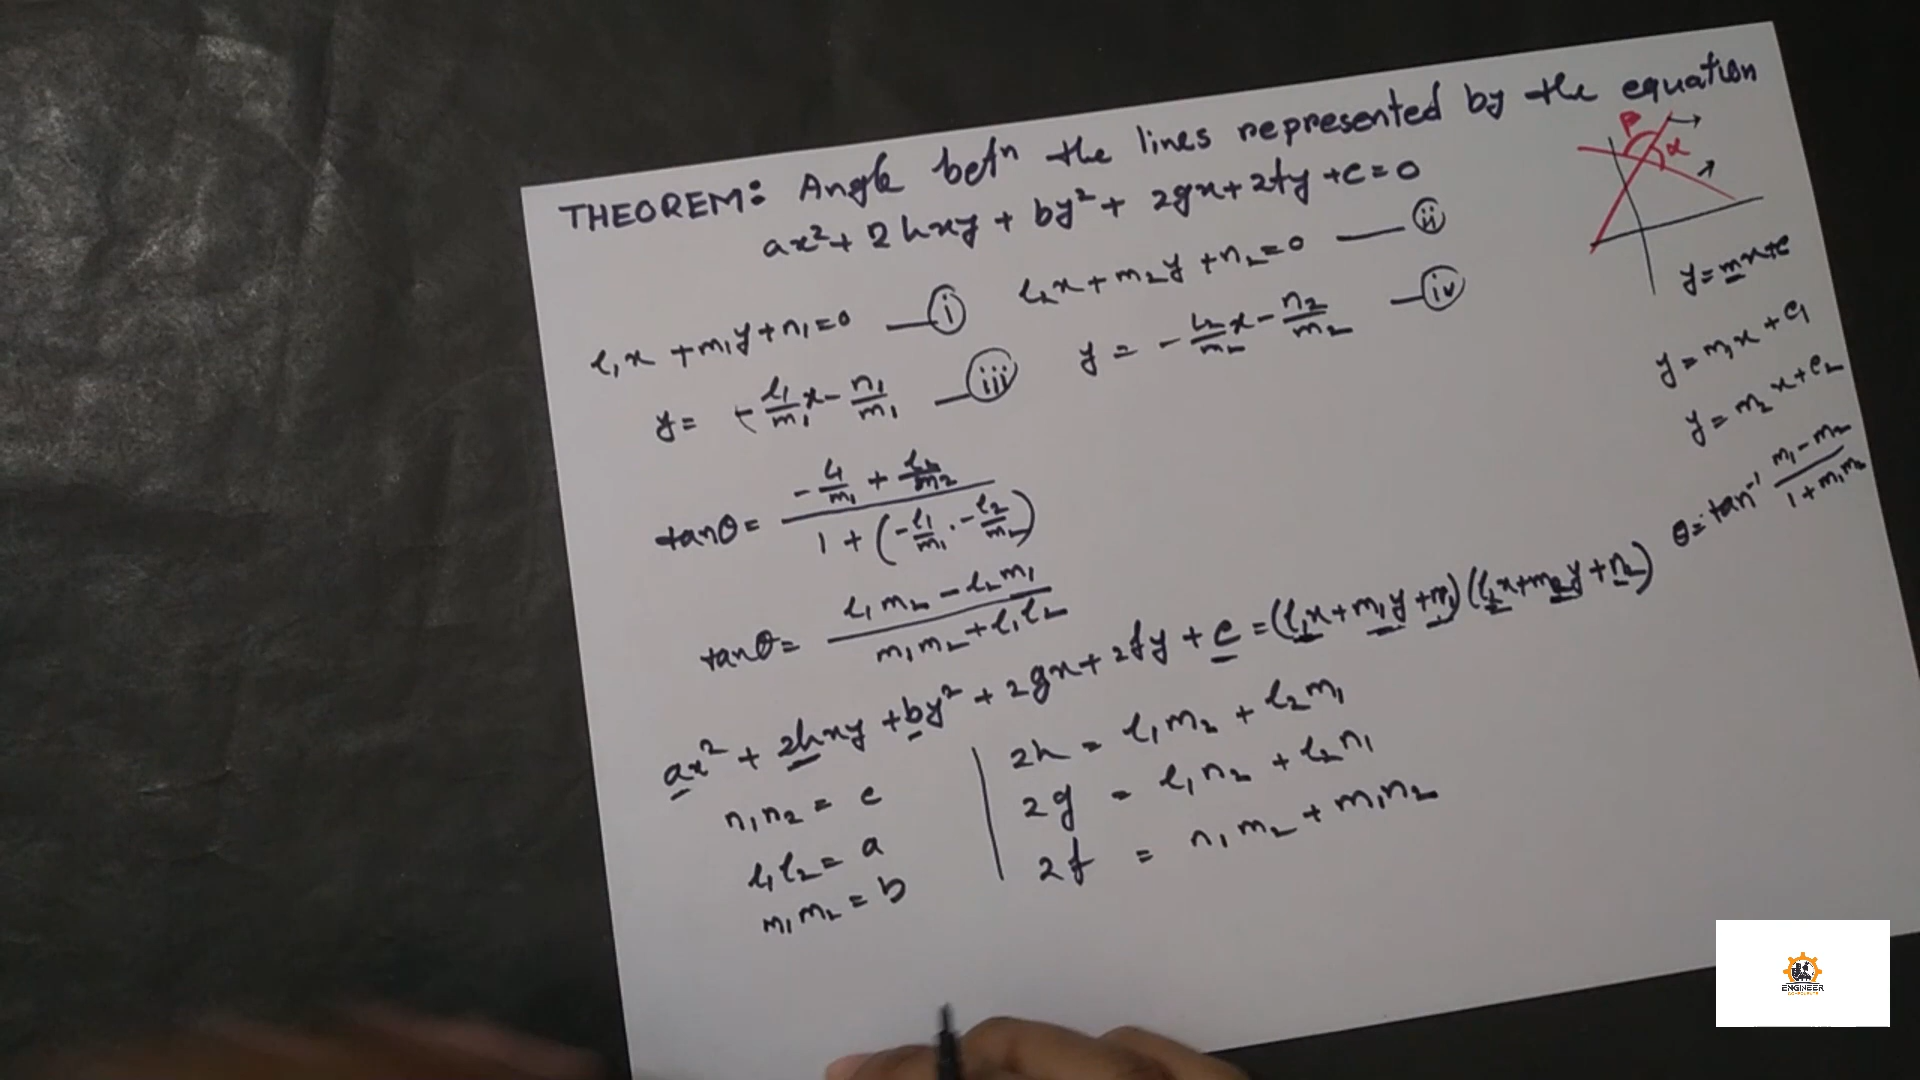 THEOREM: Angle betn the lines represented by the equation
ax² + 2hxy + by² + 2gx + 2fy + c = 0
l₁x + m₁y + n₁ = 0 — (i)
l₂x + m₂y + n₂ = 0 — (ii)
y = - l₁/m₁ x - n₁/m₁ — (iii)
y = - l₂/m₂ x - n₂/m₂ — (iv)
tanθ = (- l₁/m₁ + l₂/m₂) / (1 + (- l₁/m₁ . - l₂/m₂))
tanθ = (l₁m₂ - l₂m₁) / (m₁m₂ + l₁l₂)
ax² + 2hxy + by² + 2gx + 2fy + c = (l₁x + m₁y + n₁) (l₂x + m₂y + n₂)
n₁n₂ = c
l₁l₂ = a
m₁m₂ = b
2h = l₁m₂ + l₂m₁
2g = l₁n₂ + l₂n₁
2f = n₁m₂ + m₁n₂
β
α
y = mx + c
y = m₁x + c₁
y = m₂x + c₂
θ = tan⁻¹ (m₁ - m₂) / (1 + m₁m₂)
ENGINEER